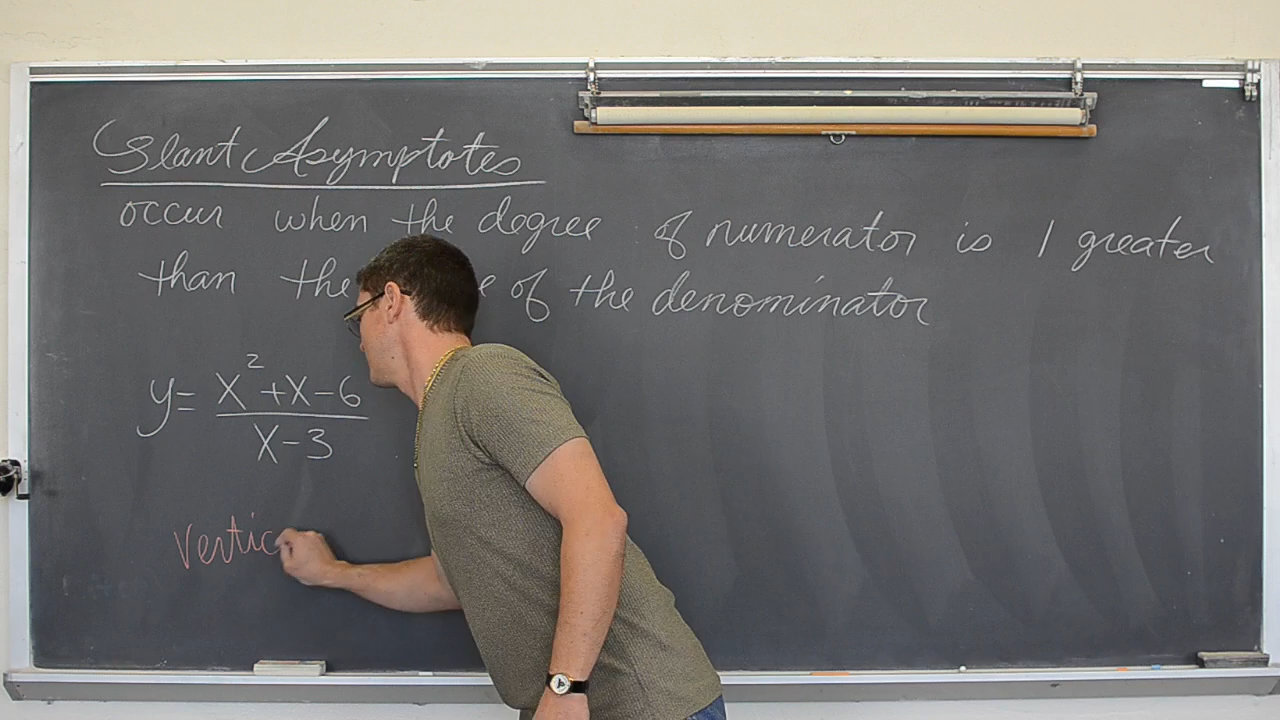 Slant Asymptotes
occur when the degree of numerator is 1 greater
than the of the denominator
y= x²+x-6
x-3
Vertic